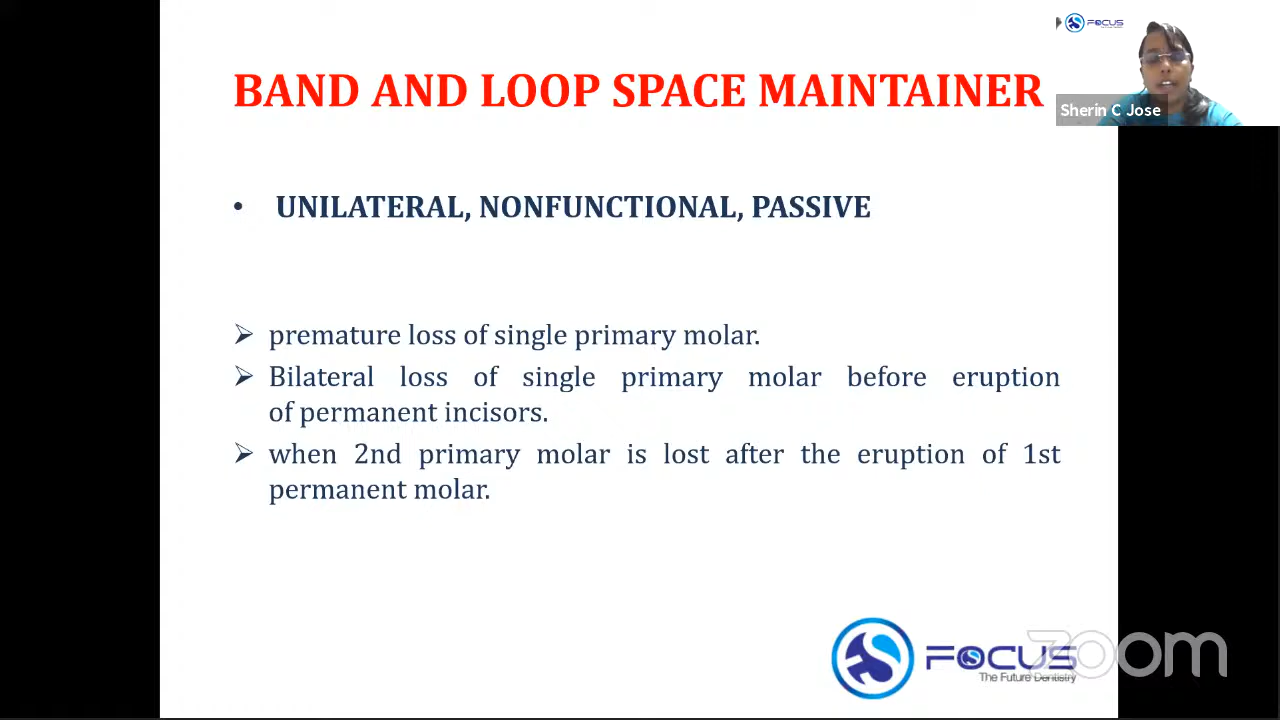 FOCUS
BAND AND LOOP SPACE MAINTAINER
Sherin C Jose
• UNILATERAL, NONFUNCTIONAL, PASSIVE
➢ premature loss of single primary molar.
➢ Bilateral loss of single primary molar before eruption
of permanent incisors.
➢ when 2nd primary molar is lost after the eruption of 1st
permanent molar.
FOCUS
The Future Dentistry
zoom